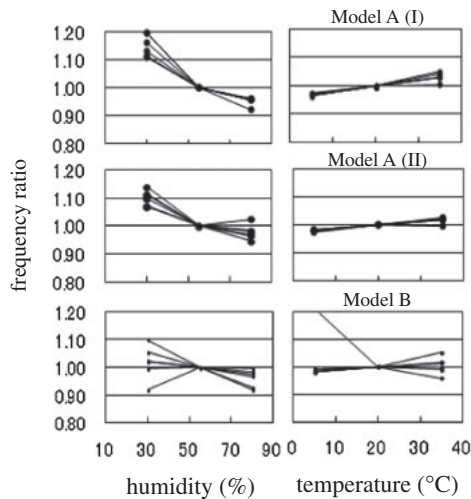 Model A (I)
1.20
1.10
1.00
0.90
0.80
Model A (II)
1.20
1.10
1.00
0.90
0.80
frequency ratio
Model B
1.20
1.10
1.00
0.90
0.80
10 30 50 70 90 0 10 20 30 40
humidity (%) temperature (°C)